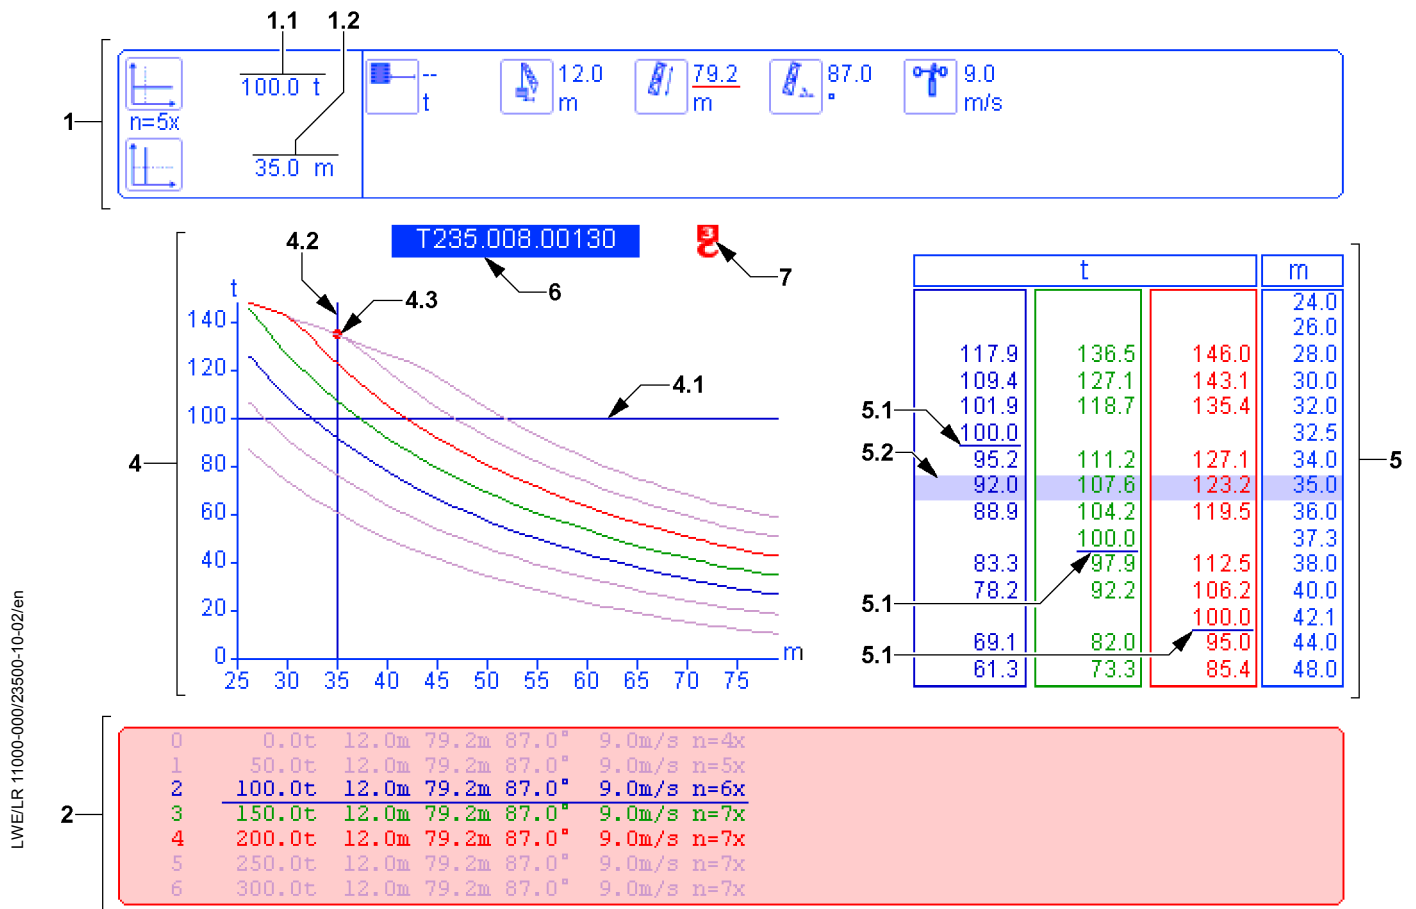 1.1 1.2
1
100.0 t
n=5x
35.0 m
-- t
12.0 m
79.2 m
87.0 °
9.0 m/s
T235.008.00130
4.2
4.3
6
7
4.1
4
t
140
120
100
80
60
40
20
0
m
25 30 35 40 45 50 55 60 65 70 75
t m
24.0
26.0
117.9 136.5 146.0 28.0
109.4 127.1 143.1 30.0
101.9 118.7 135.4 32.0
5.1 100.0 32.5
5.2 95.2 111.2 127.1 34.0 5
92.0 107.6 123.2 35.0
88.9 104.2 119.5 36.0
100.0 37.3
83.3 97.9 112.5 38.0
5.1 78.2 92.2 106.2 40.0
100.0 42.1
5.1 69.1 82.0 95.0 44.0
61.3 73.3 85.4 48.0
2
0 0.0t 12.0m 79.2m 87.0° 9.0m/s n=4x
1 50.0t 12.0m 79.2m 87.0° 9.0m/s n=5x
2 100.0t 12.0m 79.2m 87.0° 9.0m/s n=6x
3 150.0t 12.0m 79.2m 87.0° 9.0m/s n=7x
4 200.0t 12.0m 79.2m 87.0° 9.0m/s n=7x
5 250.0t 12.0m 79.2m 87.0° 9.0m/s n=7x
6 300.0t 12.0m 79.2m 87.0° 9.0m/s n=7x
LWE/LR 11000-000/23500-10-02/en